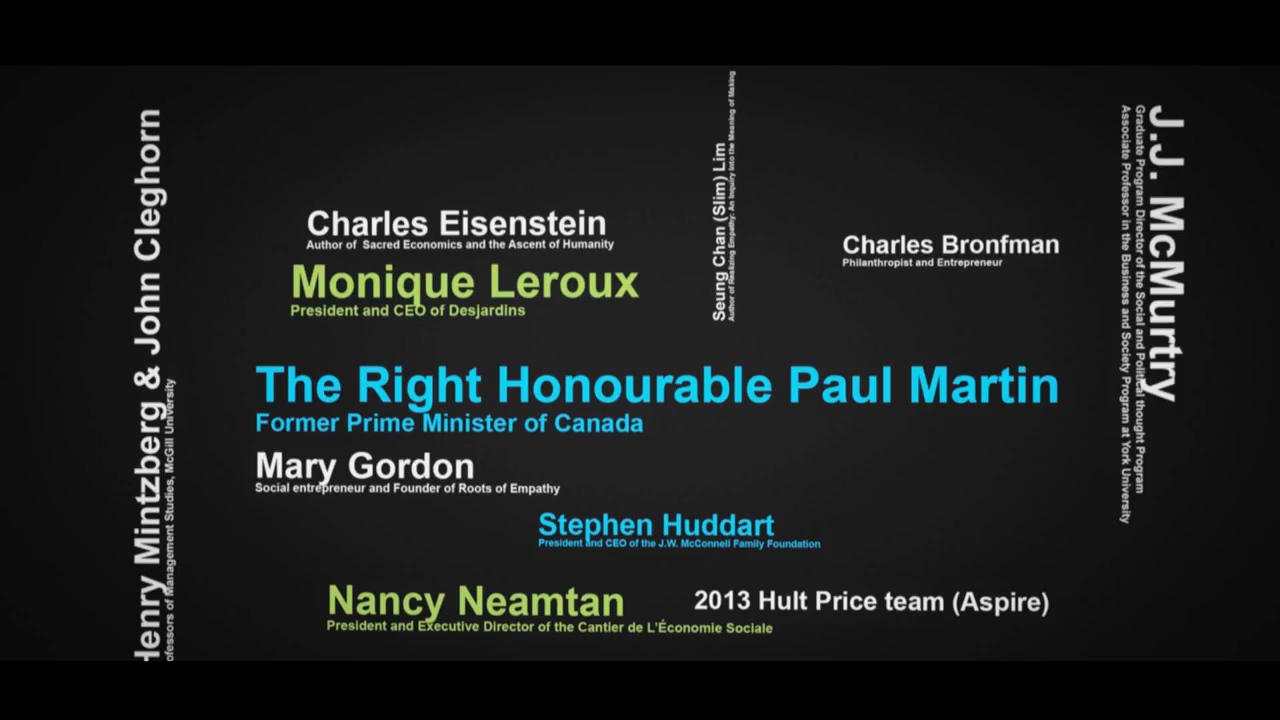 Henry Mintzberg & John Cleghorn
ofessors of Management Studies, McGill University
Charles Eisenstein
Author of Sacred Economics and the Ascent of Humanity
Monique Leroux
President and CEO of Desjardins
Seung Chan (Slim) Lim
Author of Realizing Empathy: An Inquiry Into the Meaning of Making
Charles Bronfman
Philanthropist and Entrepreneur
J.J. McMurtry
Graduate Program Director of the Social and Political thought Program
Associate Professor in the Business and Society Program at York University
The Right Honourable Paul Martin
Former Prime Minister of Canada
Mary Gordon
Social entrepreneur and Founder of Roots of Empathy
Stephen Huddart
President and CEO of the J.W. McConnell Family Foundation
Nancy Neamtan
President and Executive Director of the Cantier de L'Économie Sociale
2013 Hult Price team (Aspire)